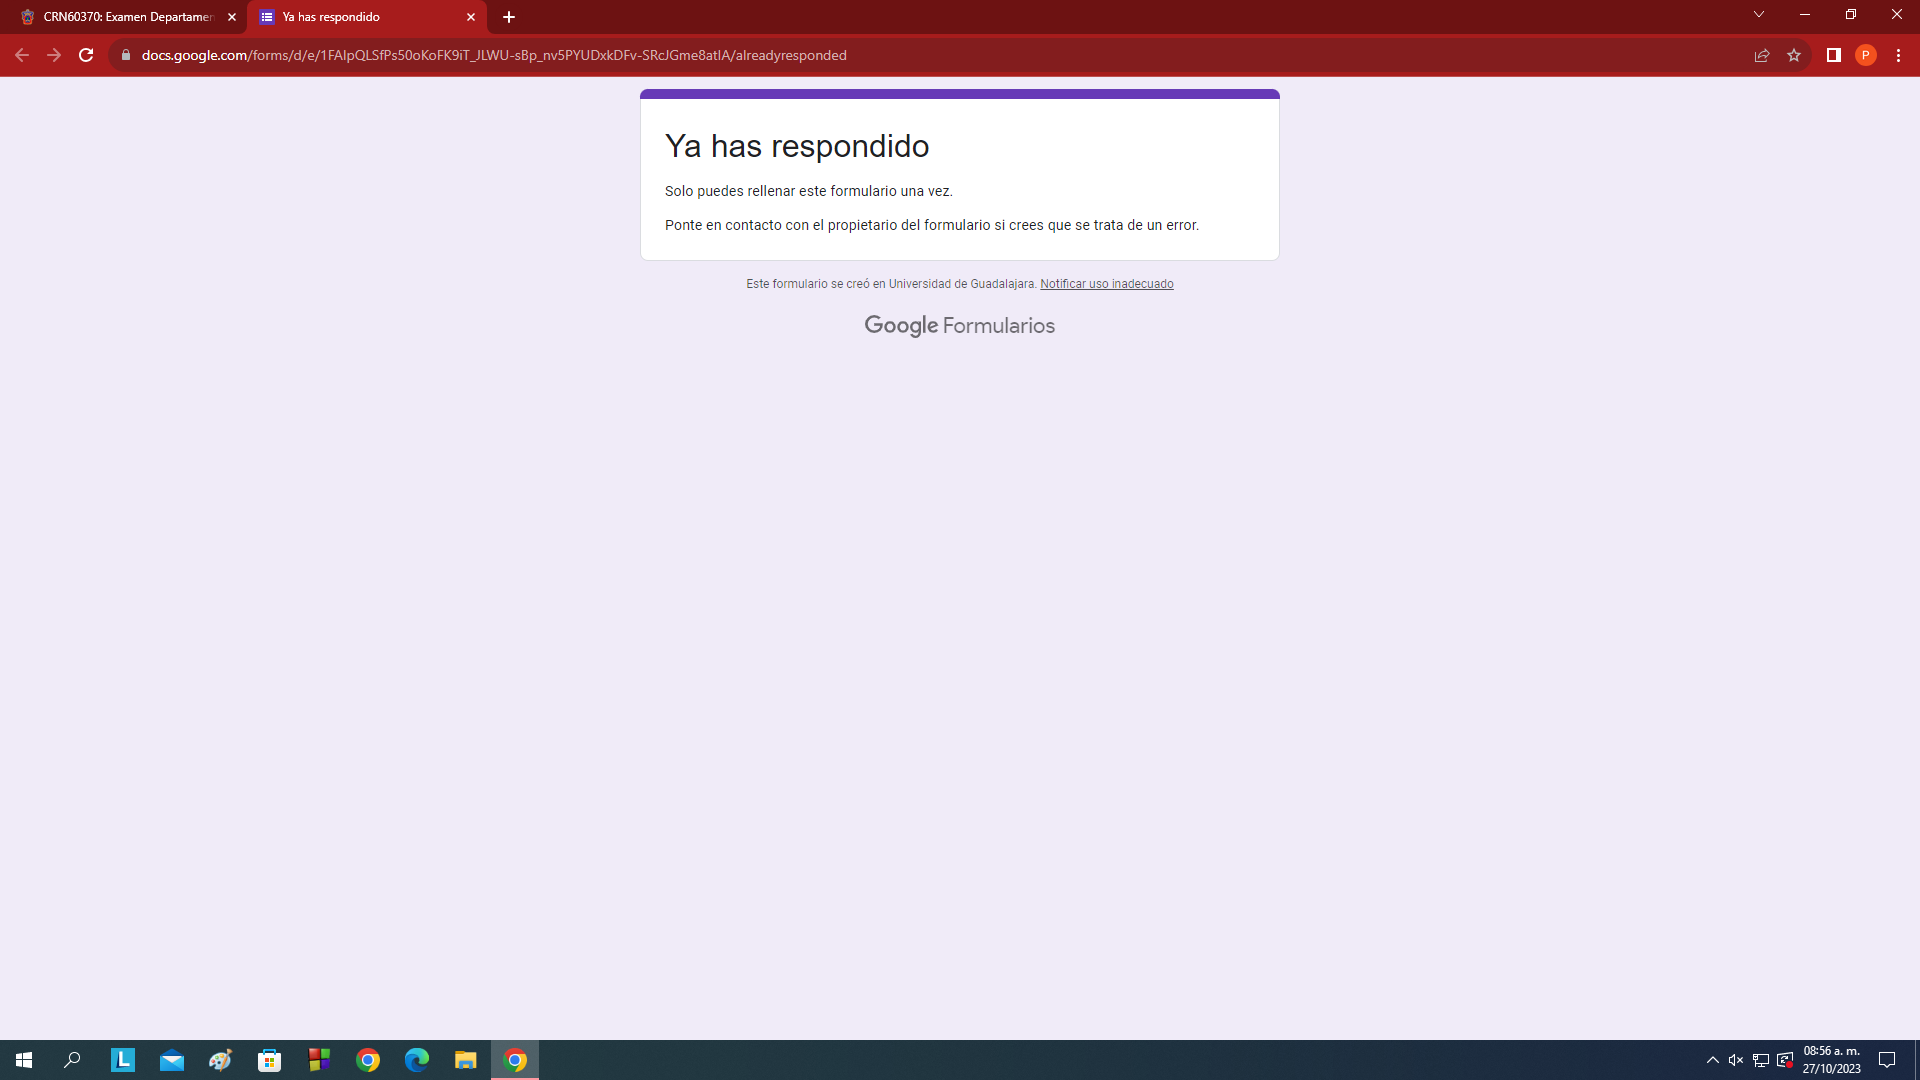 CRN60370: Examen Departamen
Ya has respondido
docs.google.com/forms/d/e/1FAIpQLSfPs50oKoFK9iT_JLWU-sBp_nv5PYUDxkDFv-SRcJGme8atIA/alreadyresponded
P
Ya has respondido
Solo puedes rellenar este formulario una vez.
Ponte en contacto con el propietario del formulario si crees que se trata de un error.
Este formulario se creó en Universidad de Guadalajara. Notificar uso inadecuado
Google Formularios
L
08:56 a. m.
27/10/2023